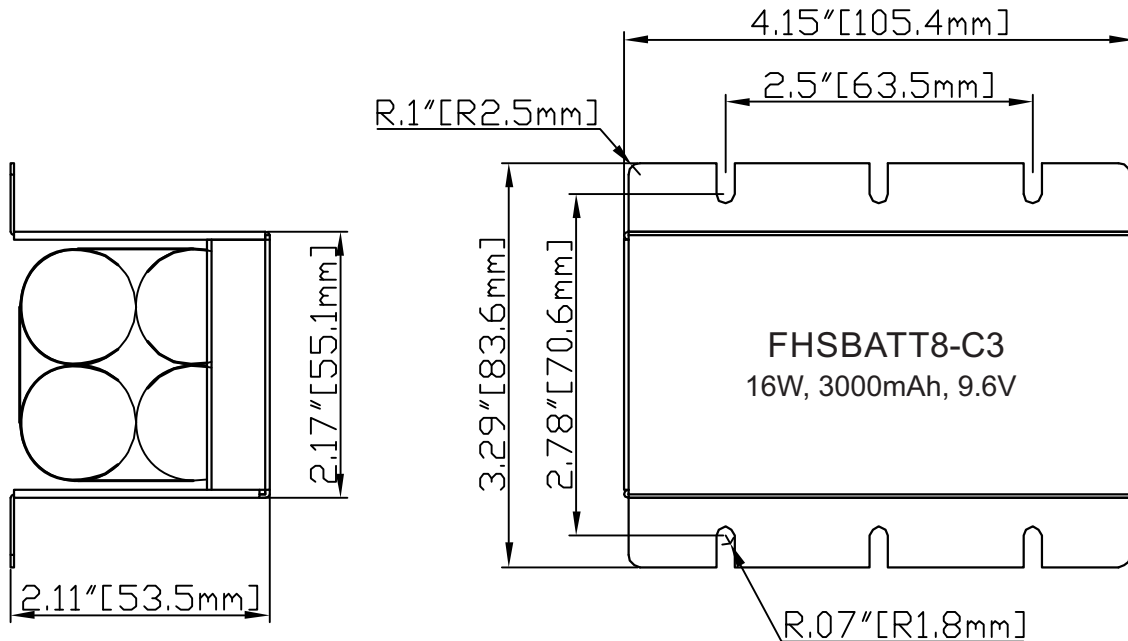 4.15"[105.4mm]
2.5"[63.5mm]
R.1"[R2.5mm]
2.17"[55.1mm]
3.29"[83.6mm]
2.78"[70.6mm]
FHSBATT8-C3
16W, 3000mAh, 9.6V
2.11"[53.5mm]
R.07"[R1.8mm]